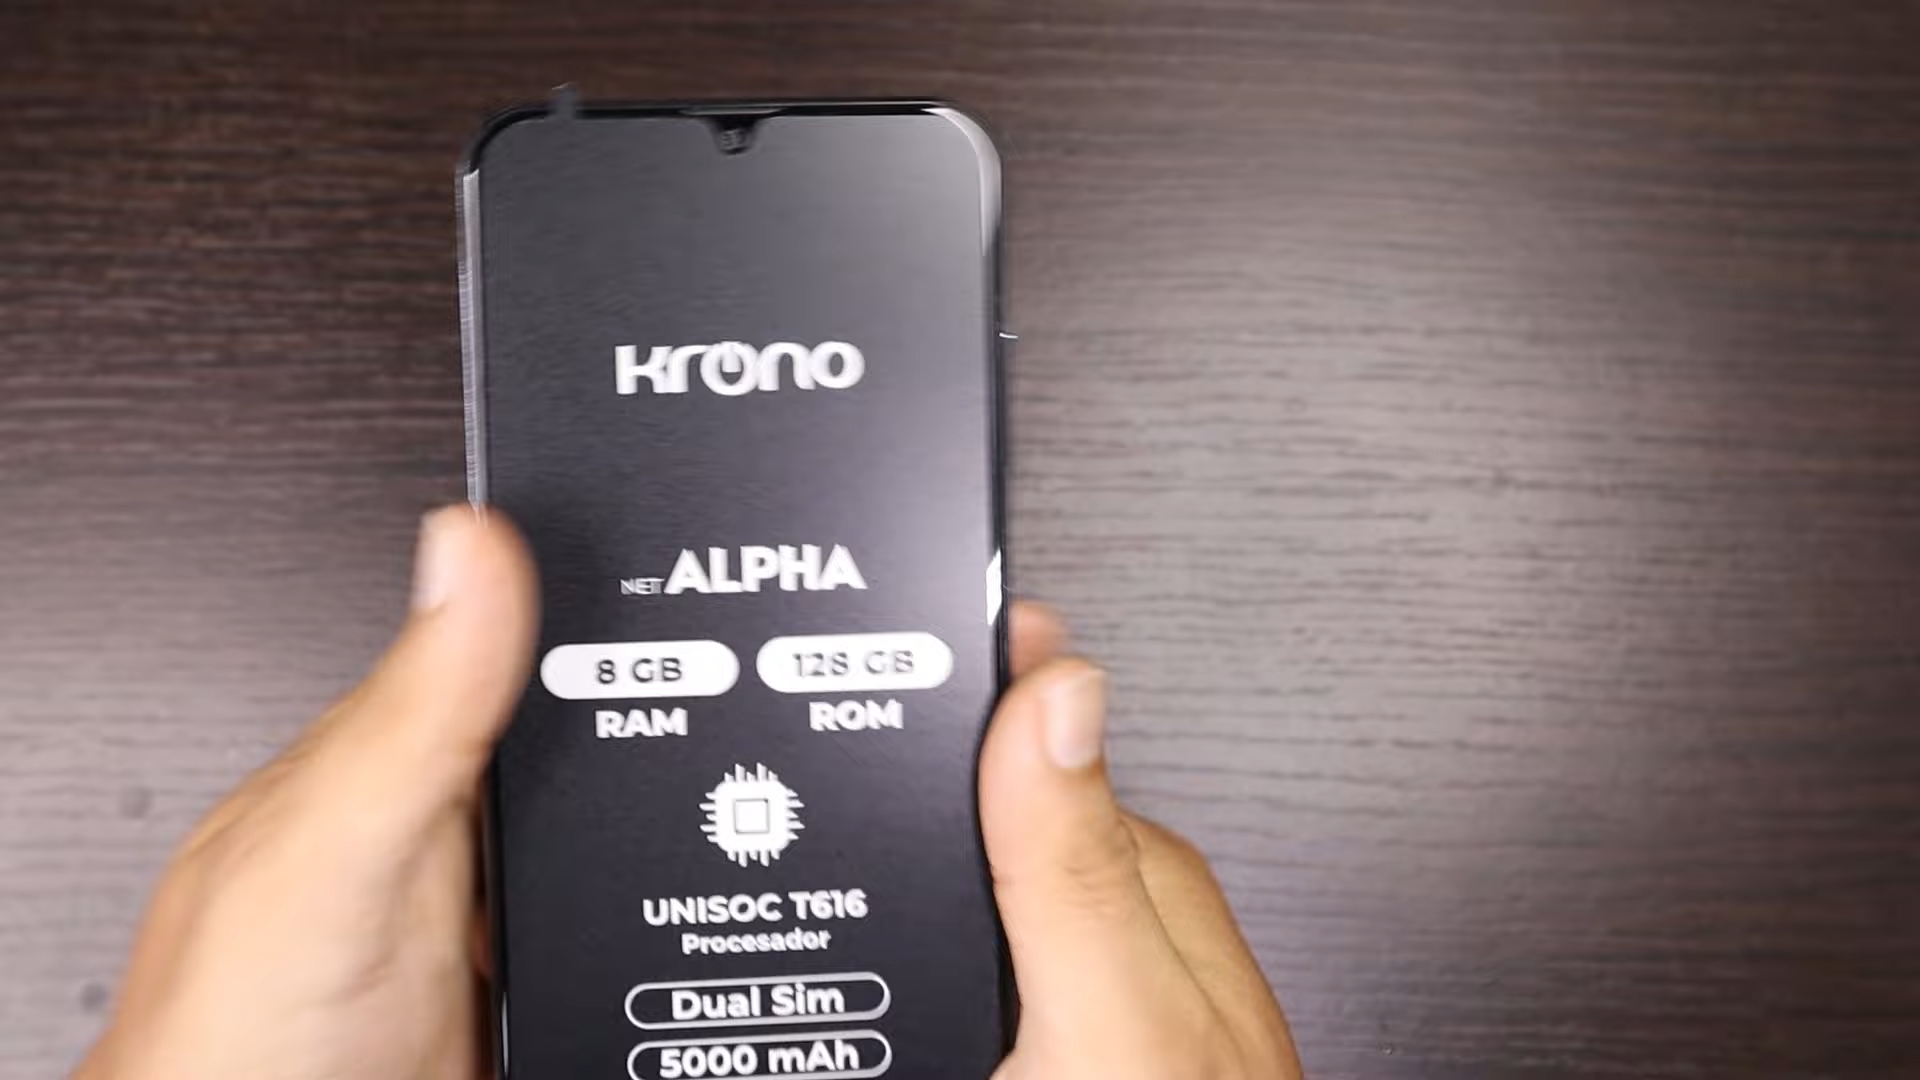 krono
NET ALPHA
8 GB 128 GB
RAM ROM
UNISOC T616
Procesador
Dual Sim
5000 mAh